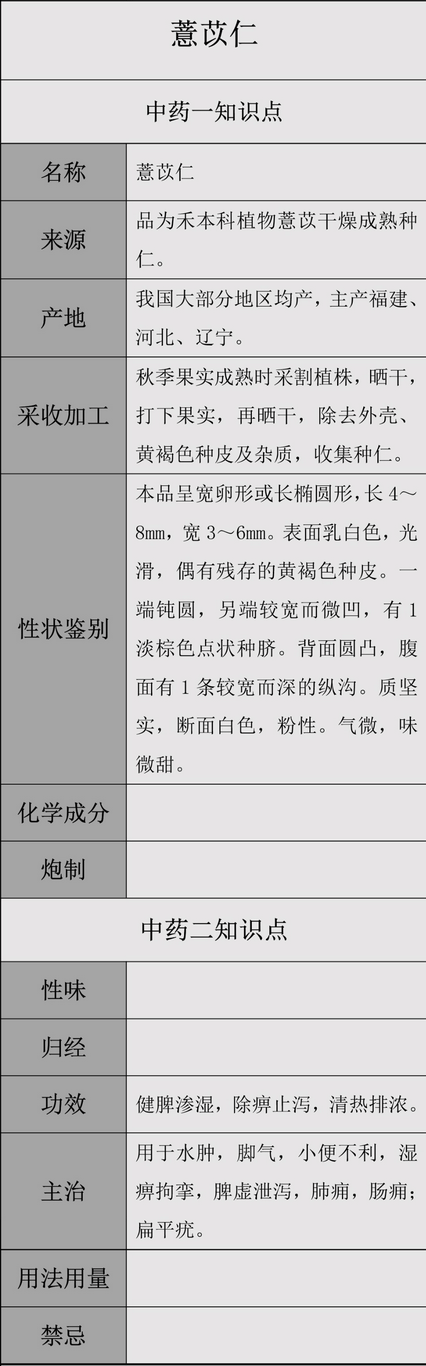 薏苡仁
中药一知识点
名称
薏苡仁
来源
品为禾本科植物薏苡干燥成熟种
仁。
产地
我国大部分地区均产，主产福建、
河北、辽宁。
采收加工
秋季果实成熟时采割植株，晒干，
打下果实，再晒干，除去外壳、
黄褐色种皮及杂质，收集种仁。
性状鉴别
本品呈宽卵形或长椭圆形，长 4～
8mm，宽 3～6mm。表面乳白色，光
滑，偶有残存的黄褐色种皮。一
端钝圆，另端较宽而微凹，有 1
淡棕色点状种脐。背面圆凸，腹
面有 1 条较宽而深的纵沟。质坚
实，断面白色，粉性。气微，味
微甜。
化学成分
炮制
中药二知识点
性味
归经
功效
健脾渗湿，除痹止泻，清热排浓。
主治
用于水肿，脚气，小便不利，湿
痹拘挛，脾虚泄泻，肺痈，肠痈；
扁平疣。
用法用量
禁忌